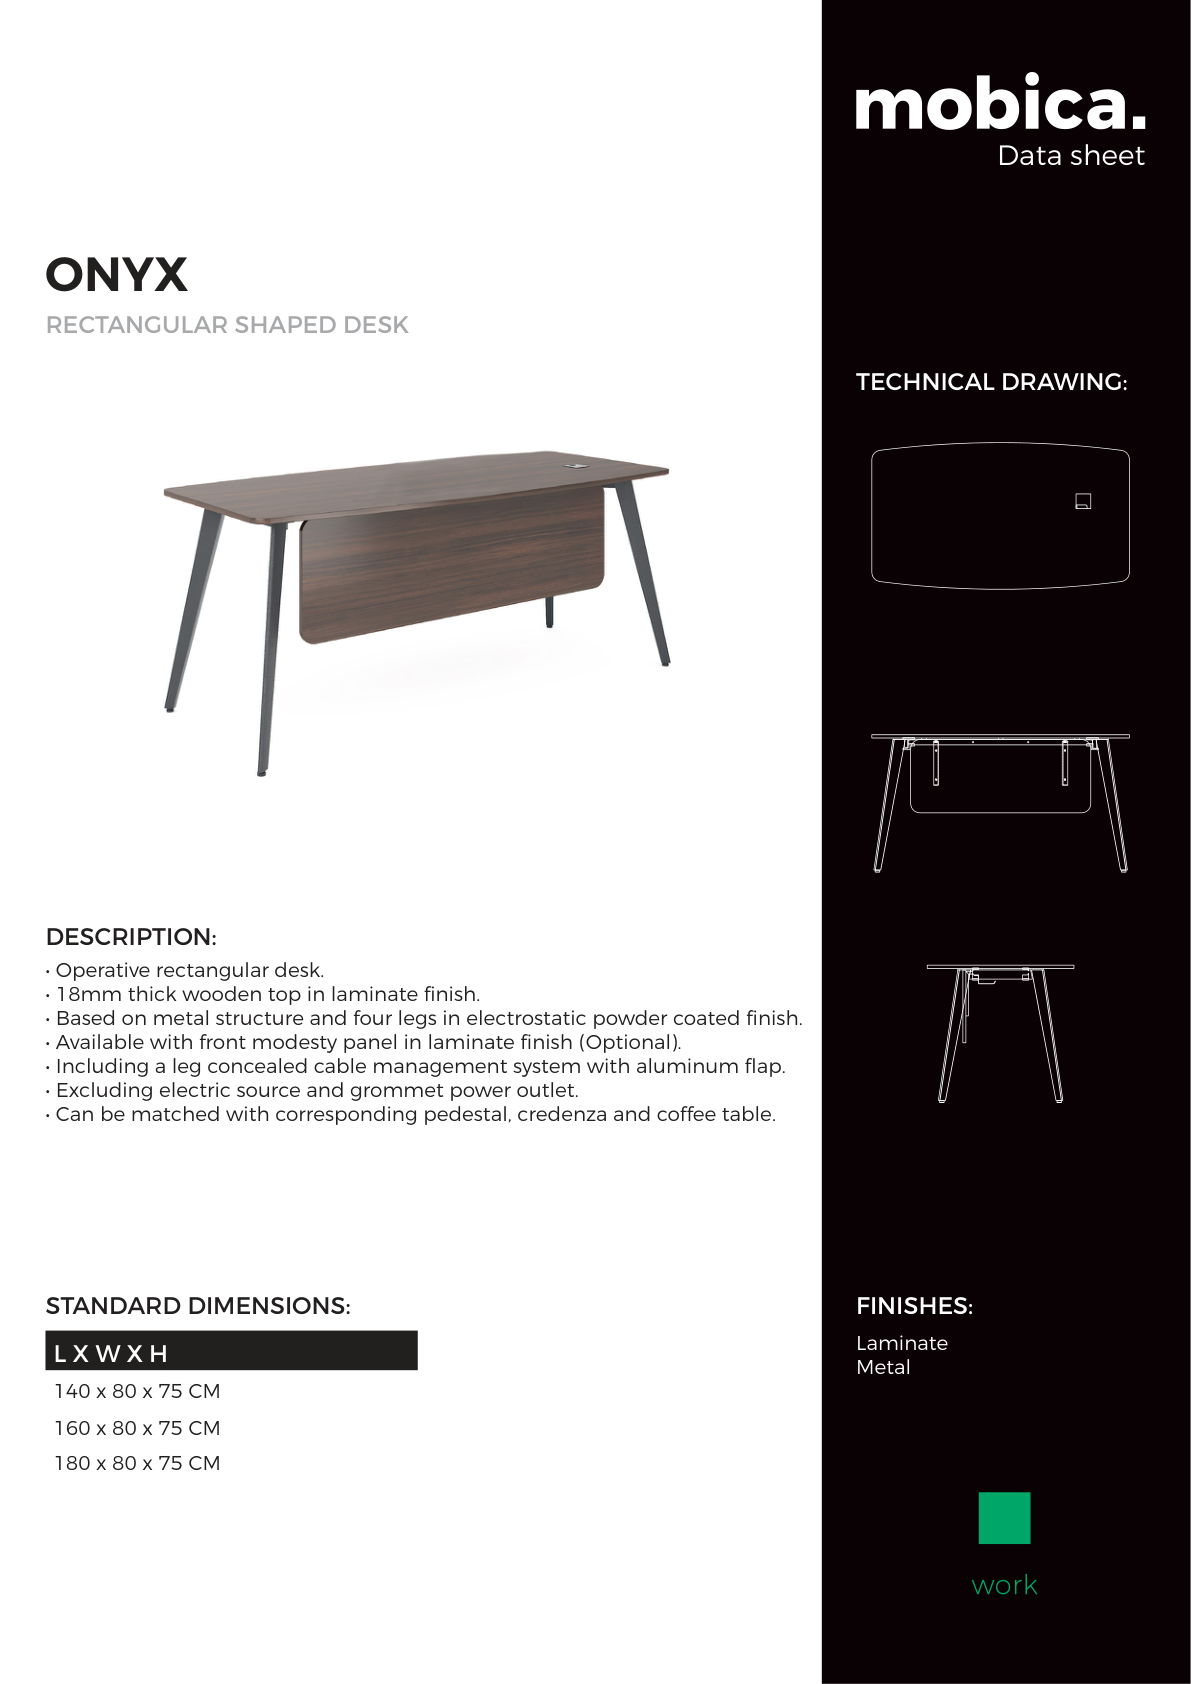 mobica.
Data sheet
ONYX
RECTANGULAR SHAPED DESK
TECHNICAL DRAWING:
DESCRIPTION:
• Operative rectangular desk.
• 18mm thick wooden top in laminate finish.
• Based on metal structure and four legs in electrostatic powder coated finish.
• Available with front modesty panel in laminate finish (Optional).
• Including a leg concealed cable management system with aluminum flap.
• Excluding electric source and grommet power outlet.
• Can be matched with corresponding pedestal, credenza and coffee table.
STANDARD DIMENSIONS:
L X W X H
140 x 80 x 75 CM
160 x 80 x 75 CM
180 x 80 x 75 CM
FINISHES:
Laminate
Metal
work